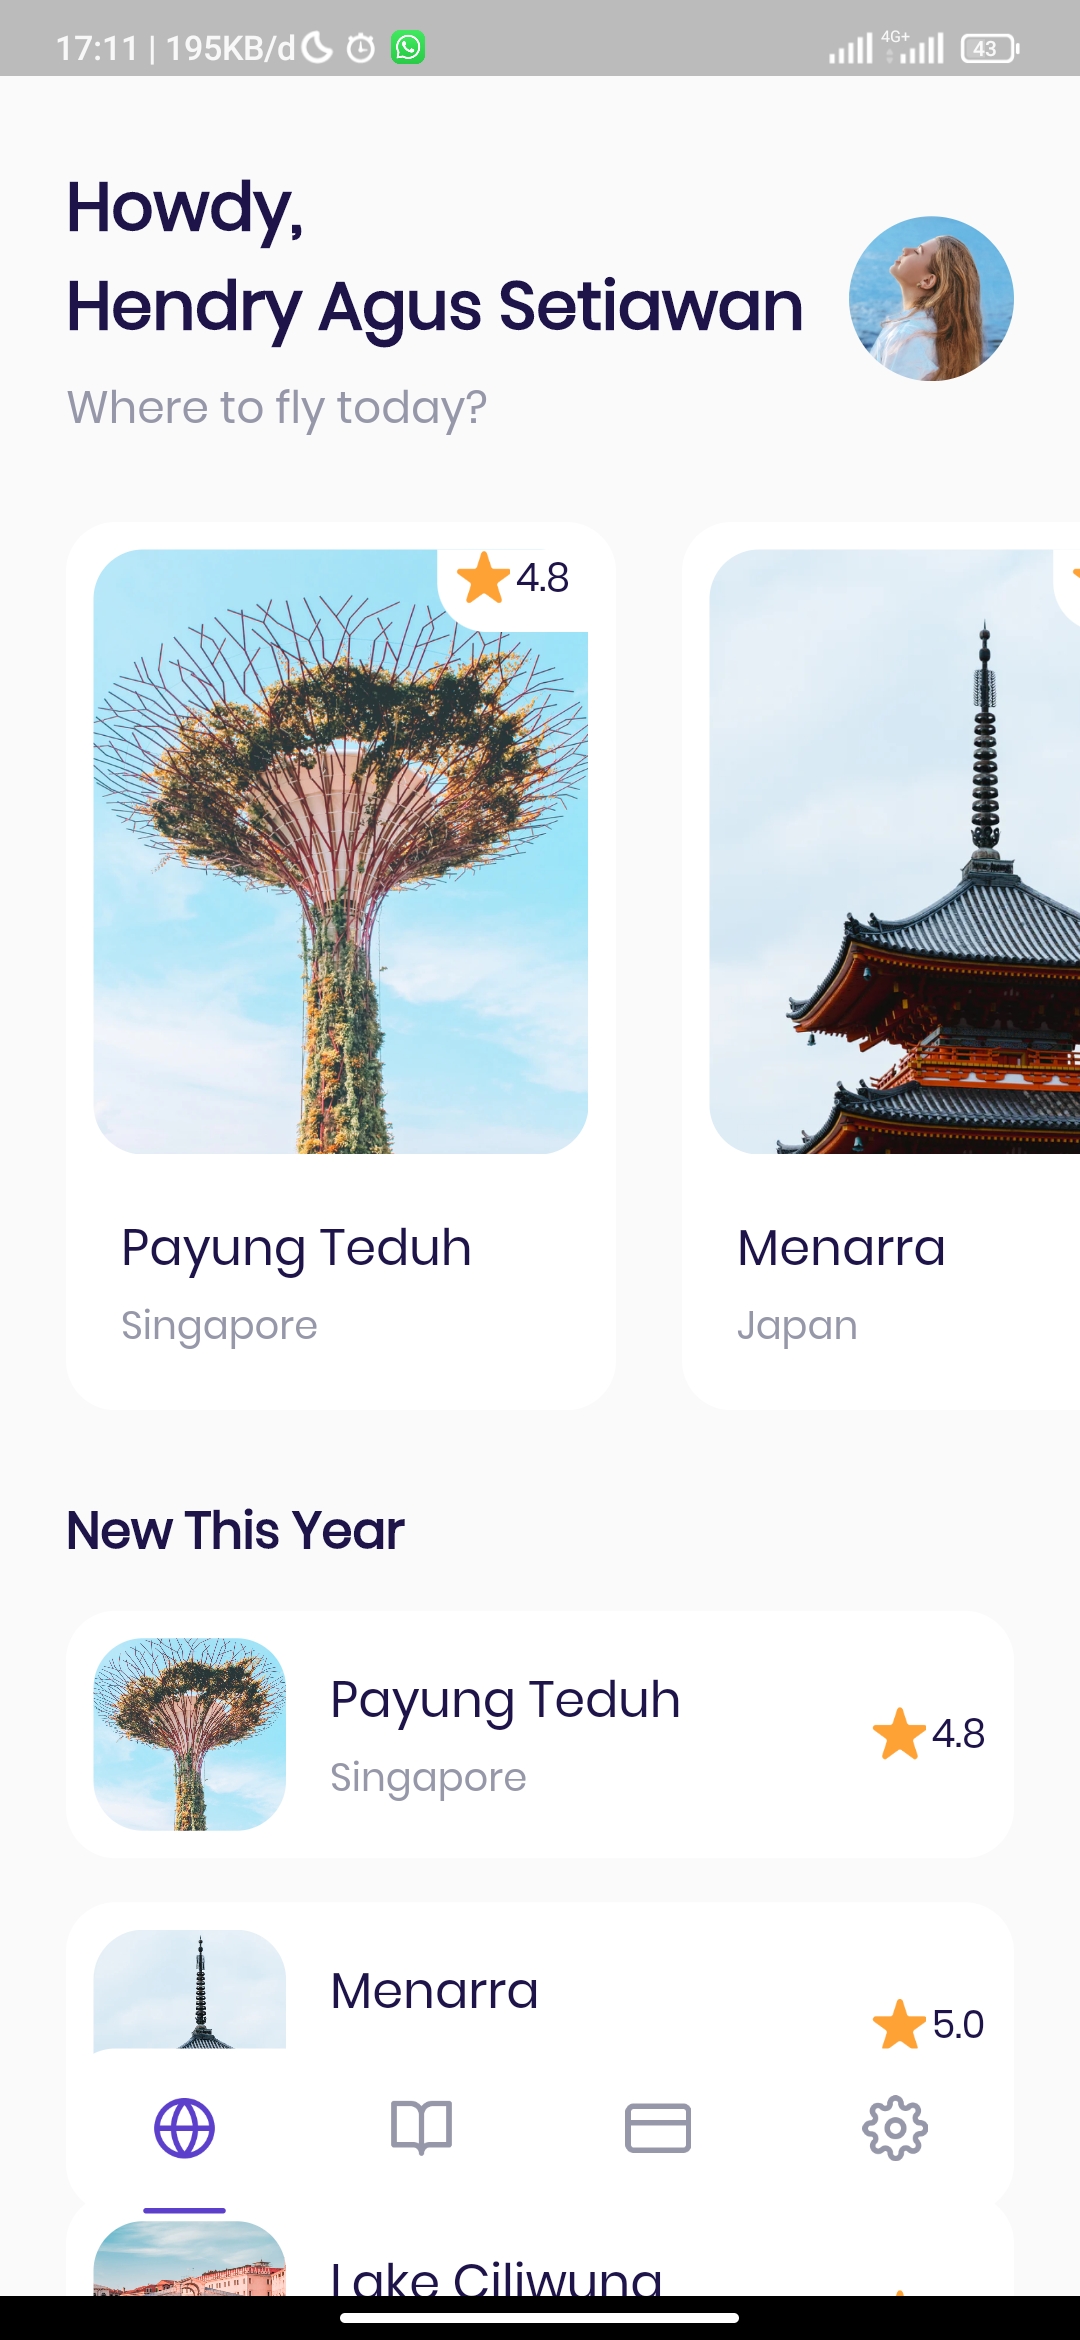 17:11 | 195KB/d
4G+
43
Howdy,
Hendry Agus Setiawan
Where to fly today?
4.8
Payung Teduh
Singapore
Menarra
Japan
New This Year
Payung Teduh
Singapore
4.8
Menarra
5.0
Lake Ciliwung